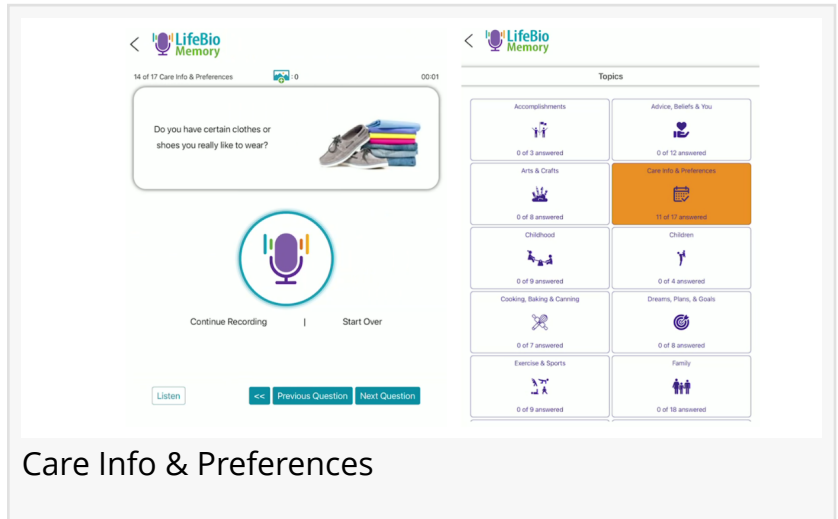 LifeBio
Memory
14 of 17 Care Info & Preferences
: 0
00:01
Do you have certain clothes or
shoes you really like to wear?
Continue Recording | Start Over
Listen
<< Previous Question Next Question
LifeBio
Memory
Topics
Accomplishments
0 of 3 answered
Advice, Beliefs & You
0 of 12 answered
Arts & Crafts
0 of 8 answered
Care Info & Preferences
11 of 17 answered
Childhood
0 of 9 answered
Children
0 of 4 answered
Cooking, Baking & Canning
0 of 7 answered
Dreams, Plans, & Goals
0 of 8 answered
Exercise & Sports
0 of 9 answered
Family
0 of 18 answered
Care Info & Preferences